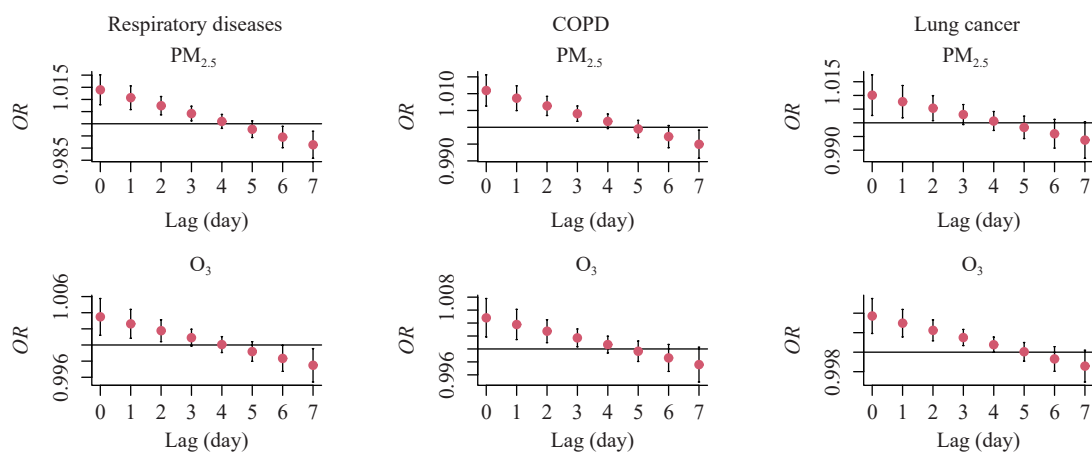 Respiratory diseases
PM2.5
OR
1.015
0.985
0 1 2 3 4 5 6 7
Lag (day)
COPD
PM2.5
OR
1.010
0.990
0 1 2 3 4 5 6 7
Lag (day)
Lung cancer
PM2.5
OR
1.015
0.990
0 1 2 3 4 5 6 7
Lag (day)
O3
OR
1.006
0.996
0 1 2 3 4 5 6 7
Lag (day)
O3
OR
1.008
0.996
0 1 2 3 4 5 6 7
Lag (day)
O3
OR
0.998
0 1 2 3 4 5 6 7
Lag (day)